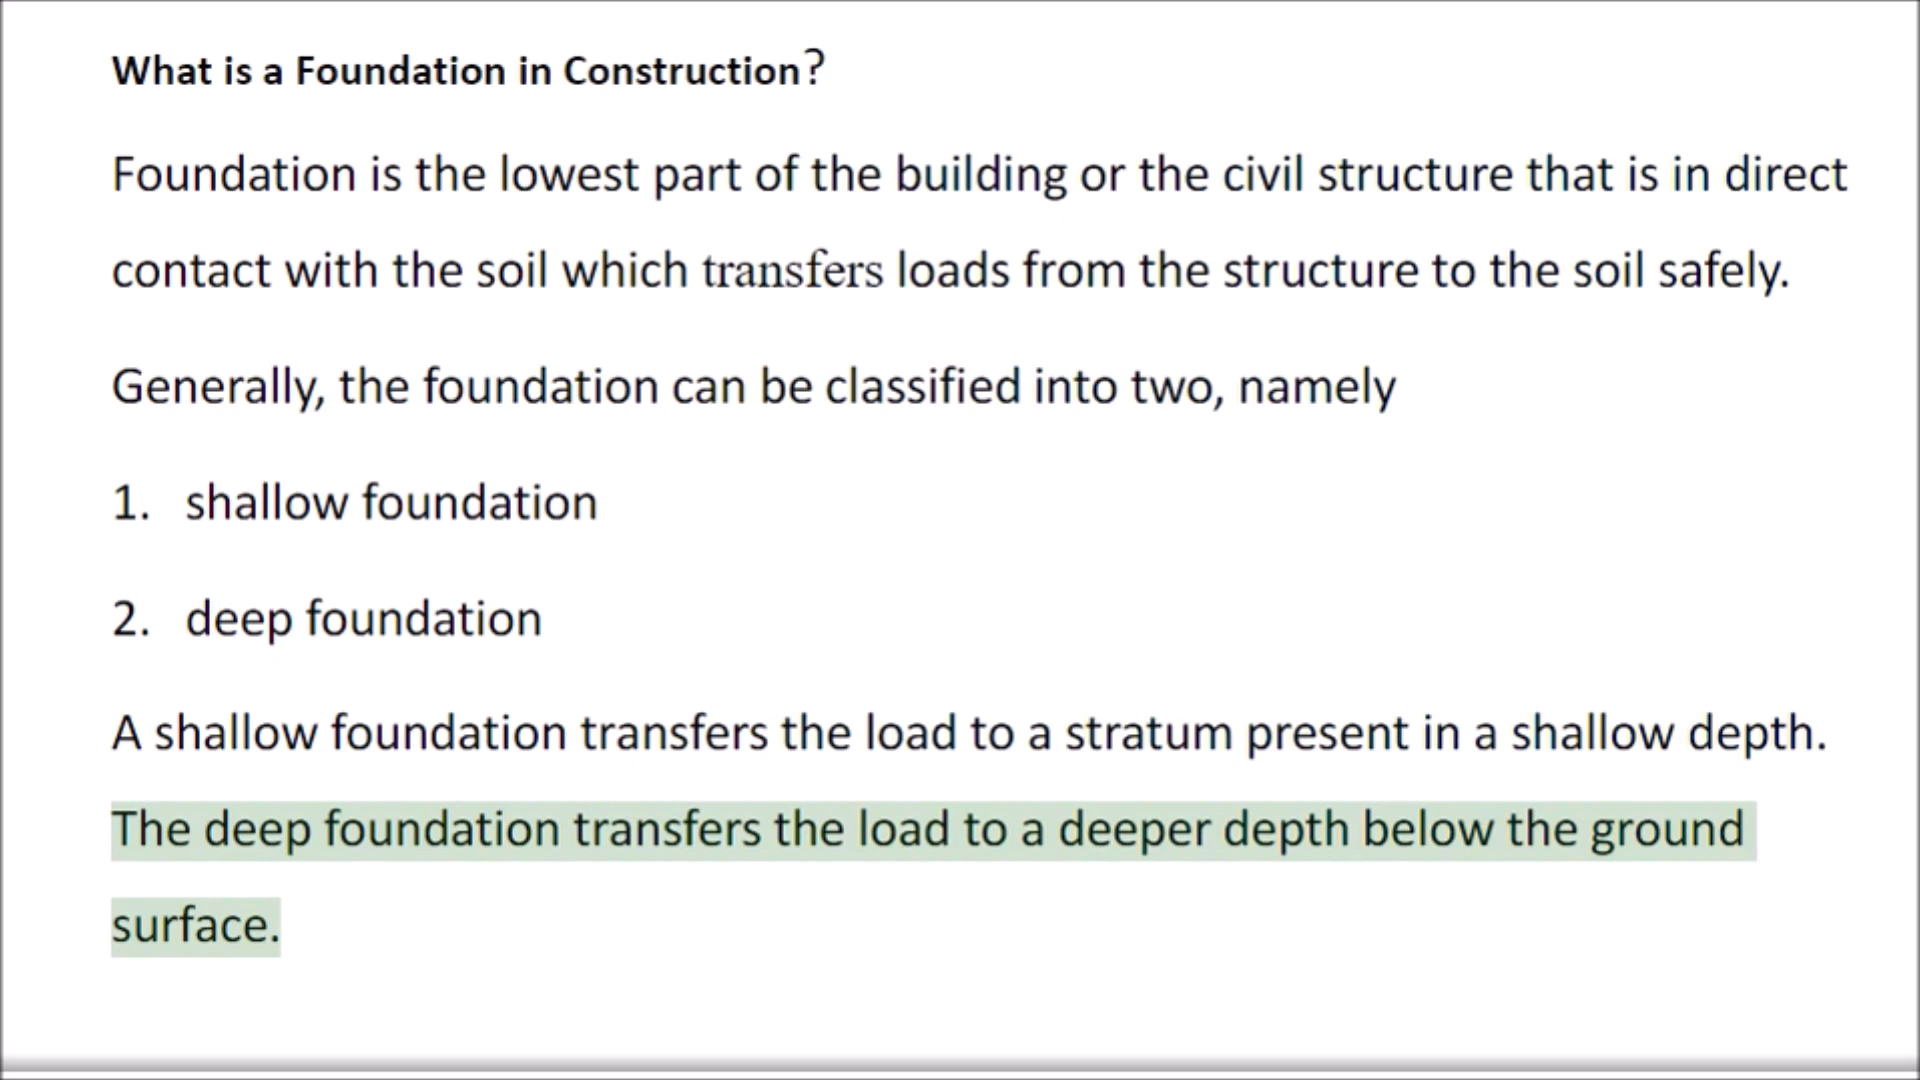 What is a Foundation in Construction?
Foundation is the lowest part of the building or the civil structure that is in direct
contact with the soil which transfers loads from the structure to the soil safely.
Generally, the foundation can be classified into two, namely
1. shallow foundation
2. deep foundation
A shallow foundation transfers the load to a stratum present in a shallow depth.
The deep foundation transfers the load to a deeper depth below the ground
surface.